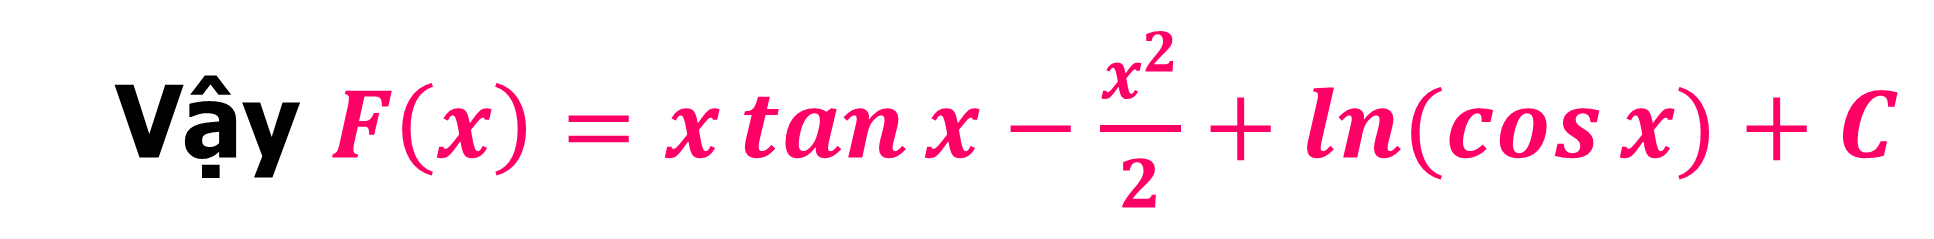 Vậy F(x) = x tan x − x²/2 + ln(cos x) + C